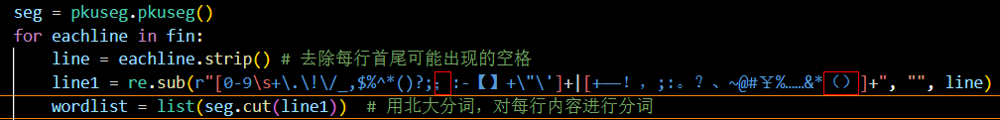 seg = pkuseg.pkuseg()
for eachline in fin:
line = eachline.strip() # 去除每行首尾可能出现的空格
line1 = re.sub(r"[0-9\s+\.\!\/_,$%^*()?;；:-【】+\"\']+|[+——！，;:。？、~@#￥%……&*（）]+", "", line)
wordlist = list(seg.cut(line1)) # 用北大分词，对每行内容进行分词